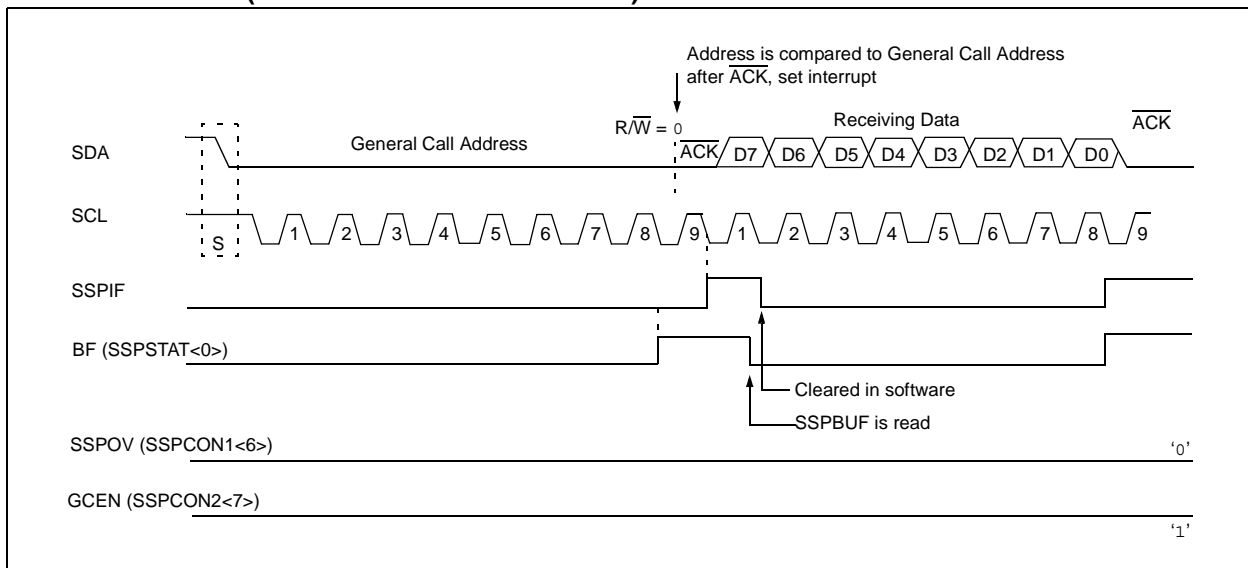 Address is compared to General Call Address
after ACK, set interrupt
R/W = 0
Receiving Data
ACK
General Call Address
SDA
ACK D7 D6 D5 D4 D3 D2 D1 D0
SCL
S
1 2 3 4 5 6 7 8 9 1 2 3 4 5 6 7 8 9
SSPIF
BF (SSPSTAT<0>)
Cleared in software
SSPBUF is read
SSPOV (SSPCON1<6>)
‘0’
GCEN (SSPCON2<7>)
‘1’